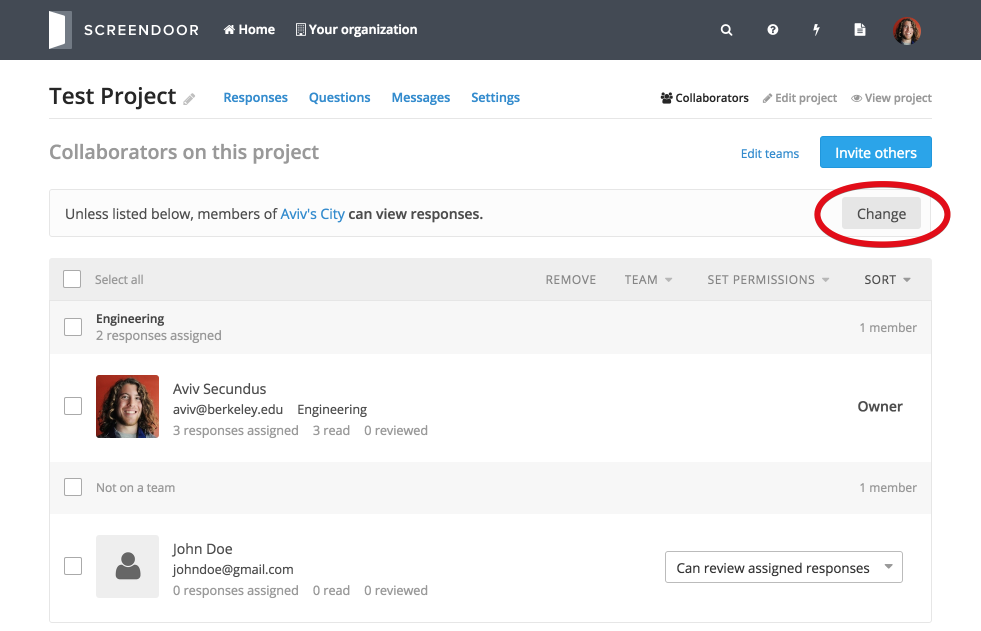 SCREENDOOR Home Your organization
Test Project Responses Questions Messages Settings Collaborators Edit project View project
Collaborators on this project Edit teams Invite others
Unless listed below, members of Aviv's City can view responses. Change
Select all REMOVE TEAM SET PERMISSIONS SORT
Engineering
2 responses assigned 1 member
Aviv Secundus
aviv@berkeley.edu Engineering Owner
3 responses assigned 3 read 0 reviewed
Not on a team 1 member
John Doe
johndoe@gmail.com Can review assigned responses
0 responses assigned 0 read 0 reviewed